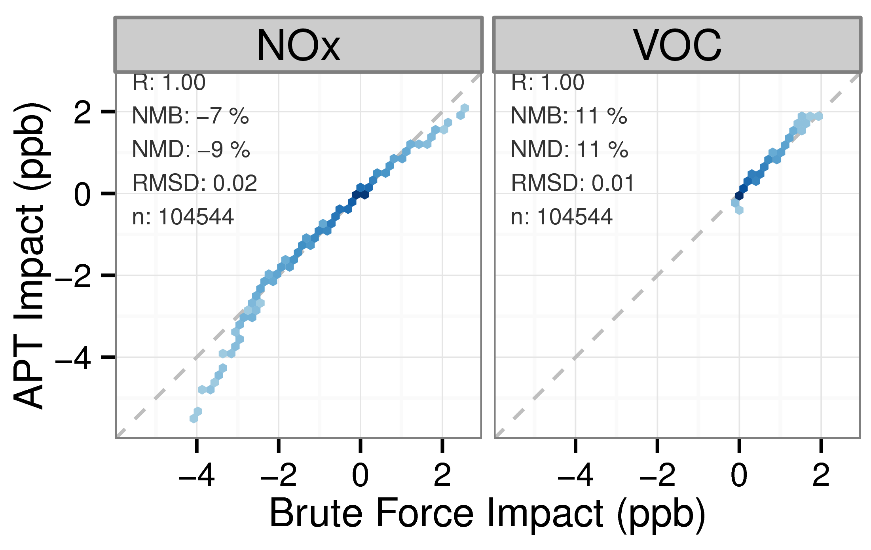 NOx
VOC
R: 1.00
NMB: −7 %
NMD: −9 %
RMSD: 0.02
n: 104544
R: 1.00
NMB: 11 %
NMD: 11 %
RMSD: 0.01
n: 104544
APT Impact (ppb)
2
0
−2
−4
−4 −2 0 2
−4 −2 0 2
Brute Force Impact (ppb)